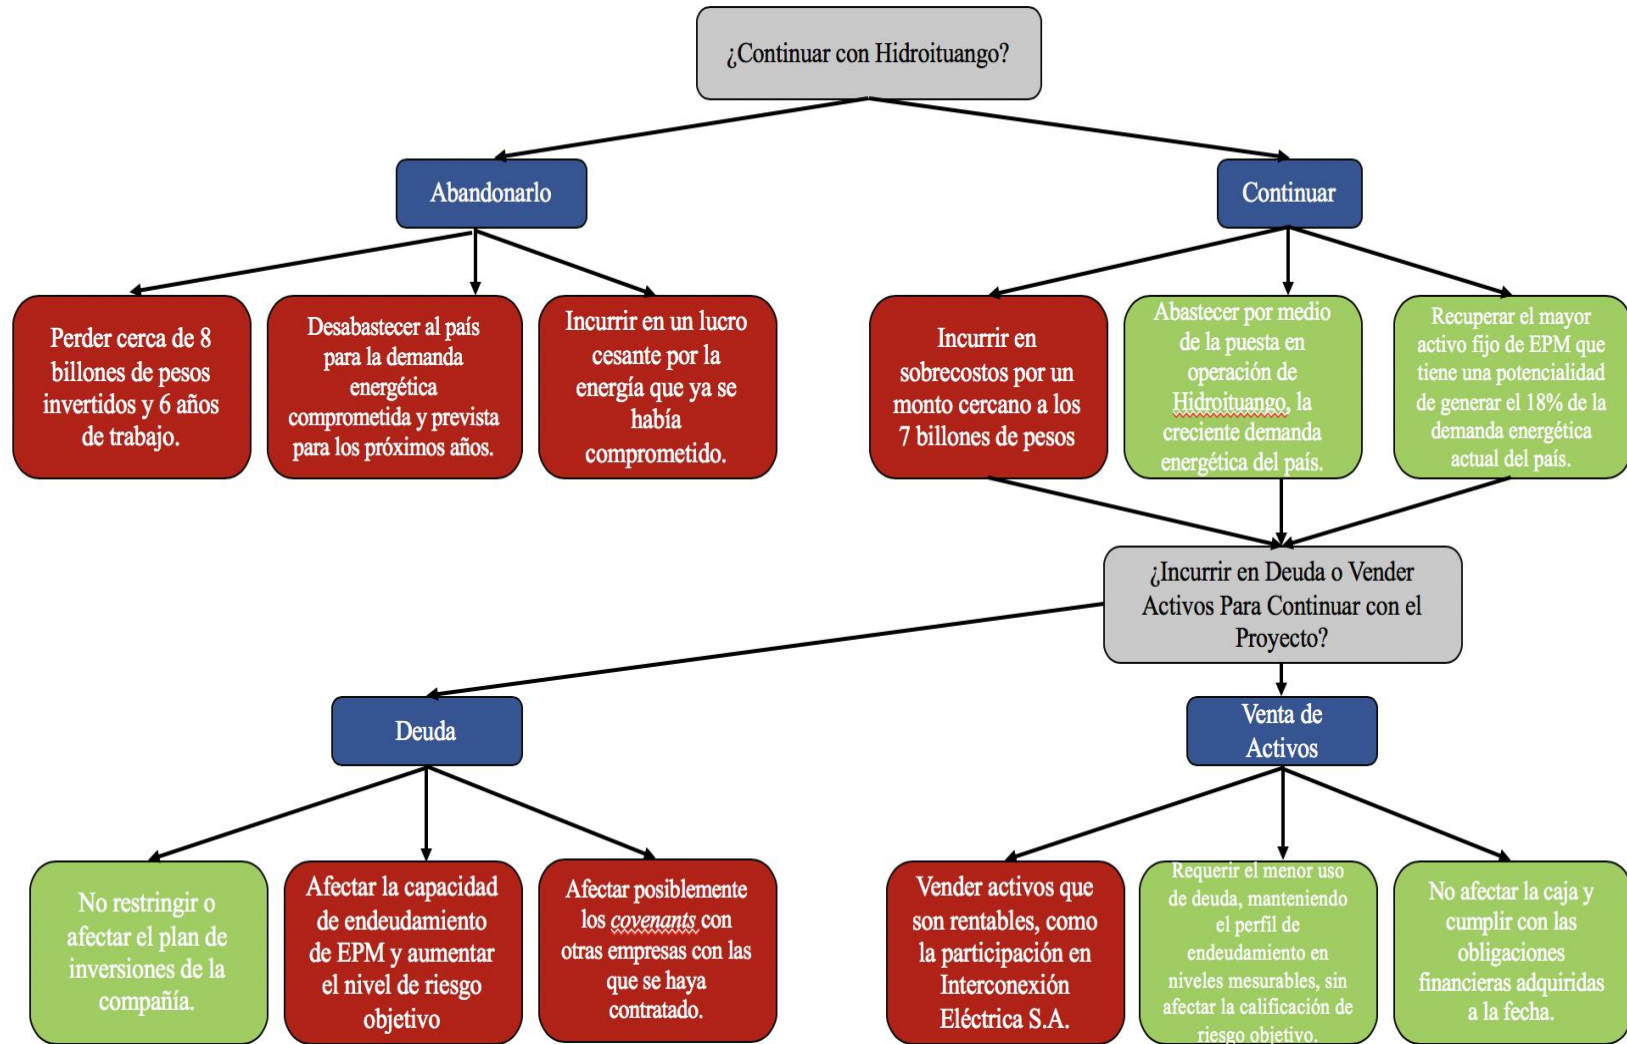 ¿Continuar con Hidroituango?
Abandonarlo
Continuar
Perder cerca de 8
billones de pesos
invertidos y 6 años
de trabajo.
Desabastecer al país
para la demanda
energética
comprometida y prevista
para los próximos años.
Incurrir en un lucro
cesante por la
energía que ya se
había
comprometido.
Incurrir en
sobrecostos por un
monto cercano a los
7 billones de pesos
Abastecer por medio
de la puesta en
operación de
Hidroituango, la
creciente demanda
energética del país.
Recuperar el mayor
activo fijo de EPM que
tiene una potencialidad
de generar el 18% de la
demanda energética
actual del país.
¿Incurrir en Deuda o Vender
Activos Para Continuar con el
Proyecto?
Deuda
Venta de
Activos
No restringir o
afectar el plan de
inversiones de la
compañía.
Afectar la capacidad
de endeudamiento
de EPM y aumentar
el nivel de riesgo
objetivo
Afectar posiblemente
los covenants con
otras empresas con las
que se haya
contratado.
Vender activos que
son rentables, como
la participación en
Interconexión
Eléctrica S.A.
Requerir el menor uso
de deuda, manteniendo
el perfil de
endeudamiento en
niveles mesurables, sin
afectar la calificación de
riesgo objetivo.
No afectar la caja y
cumplir con las
obligaciones
financieras adquiridas
a la fecha.